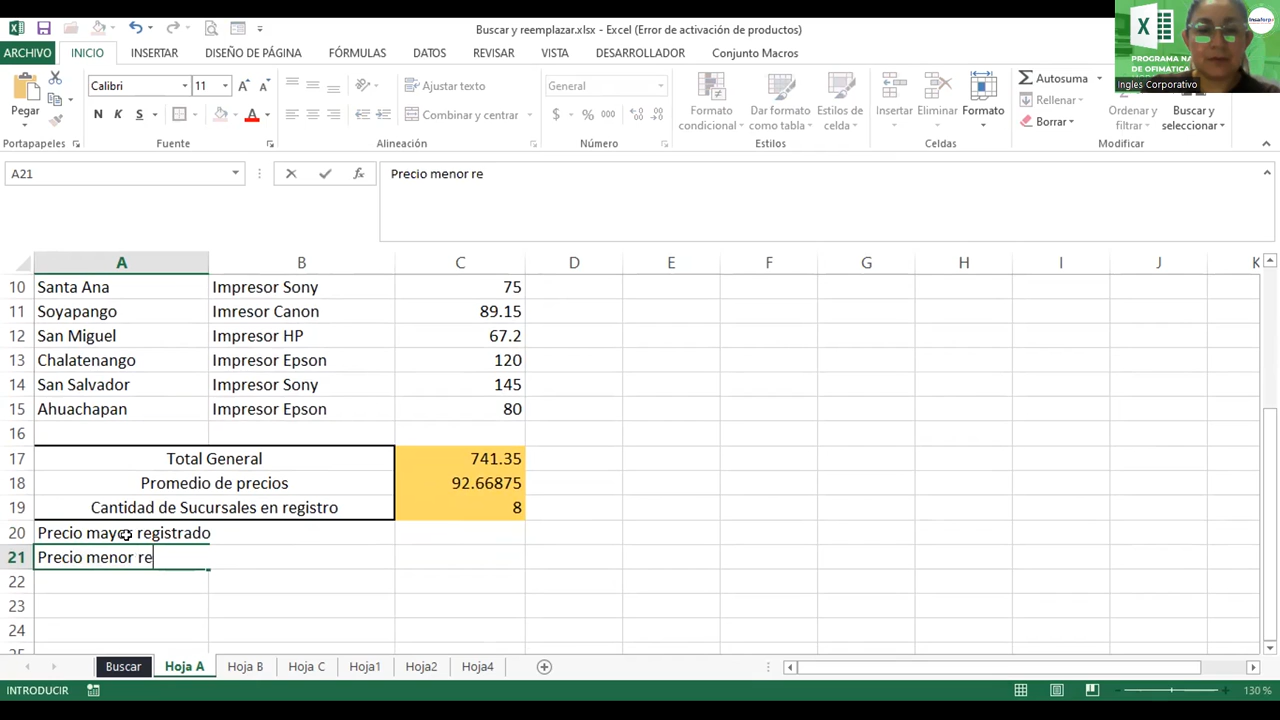 Buscar y reemplazar.xlsx - Excel (Error de activación de productos)
ARCHIVO INICIO INSERTAR DISEÑO DE PÁGINA FÓRMULAS DATOS REVISAR VISTA DESARROLLADOR Conjunto Macros
PROGRAMA NA
DE OFIMÁTICA
Ingles Corporativo
insaforp
Pegar
Calibri 11
N K S
Ajustar texto
Combinar y centrar
General
$ % 000
Formato condicional
Dar formato como tabla
Estilos de celda
Insertar
Eliminar
Formato
Autosuma
Rellenar
Borrar
Ordenar y filtrar
Buscar y seleccionar
Portapapeles Fuente Alineación Número Estilos Celdas Modificar
A21 fx Precio menor re
A B C D E F G H I J K
10 Santa Ana Impresor Sony 75
11 Soyapango Imresor Canon 89.15
12 San Miguel Impresor HP 67.2
13 Chalatenango Impresor Epson 120
14 San Salvador Impresor Sony 145
15 Ahuachapan Impresor Epson 80
16
17 Total General 741.35
18 Promedio de precios 92.66875
19 Cantidad de Sucursales en registro 8
20 Precio mayor registrado
21 Precio menor re
22
23
24
Buscar Hoja A Hoja B Hoja C Hoja1 Hoja2 Hoja4
INTRODUCIR 130 %